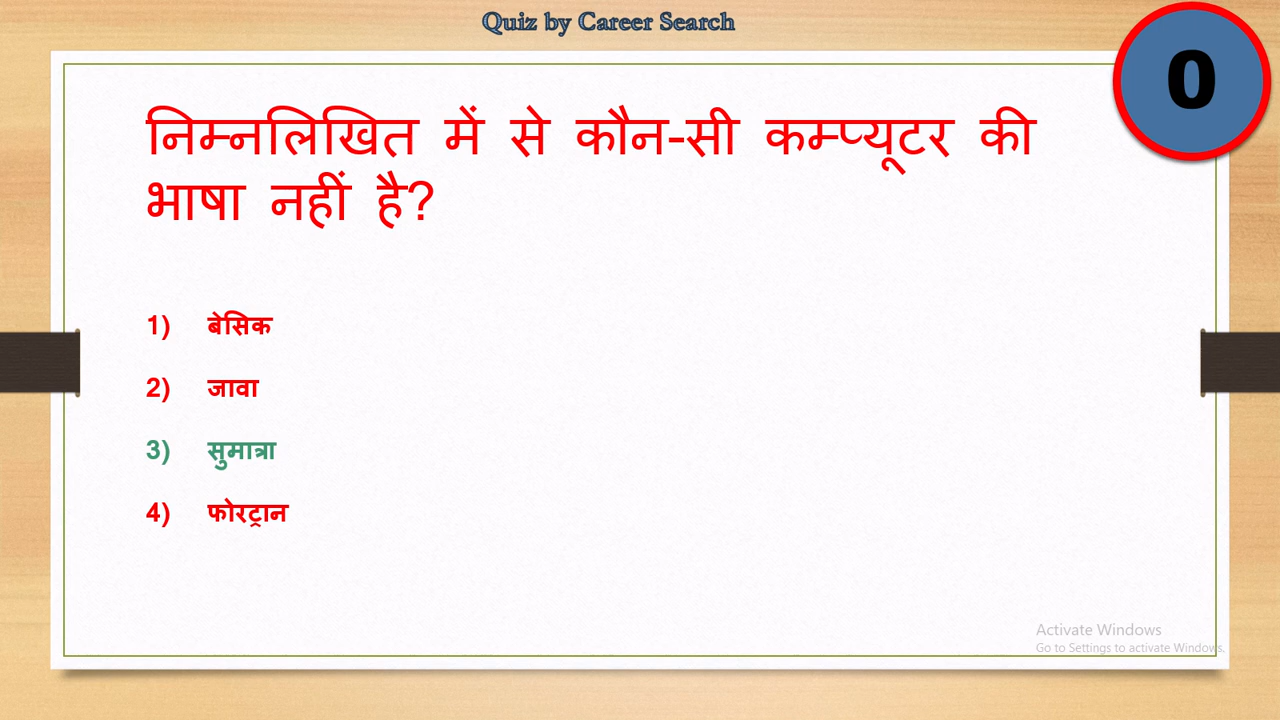 Quiz by Career Search
0
निम्नलिखित में से कौन-सी कम्प्यूटर की
भाषा नहीं है?
1) बेसिक
2) जावा
3) सुमात्रा
4) फोरट्रान
Activate Windows
Go to Settings to activate Windows.